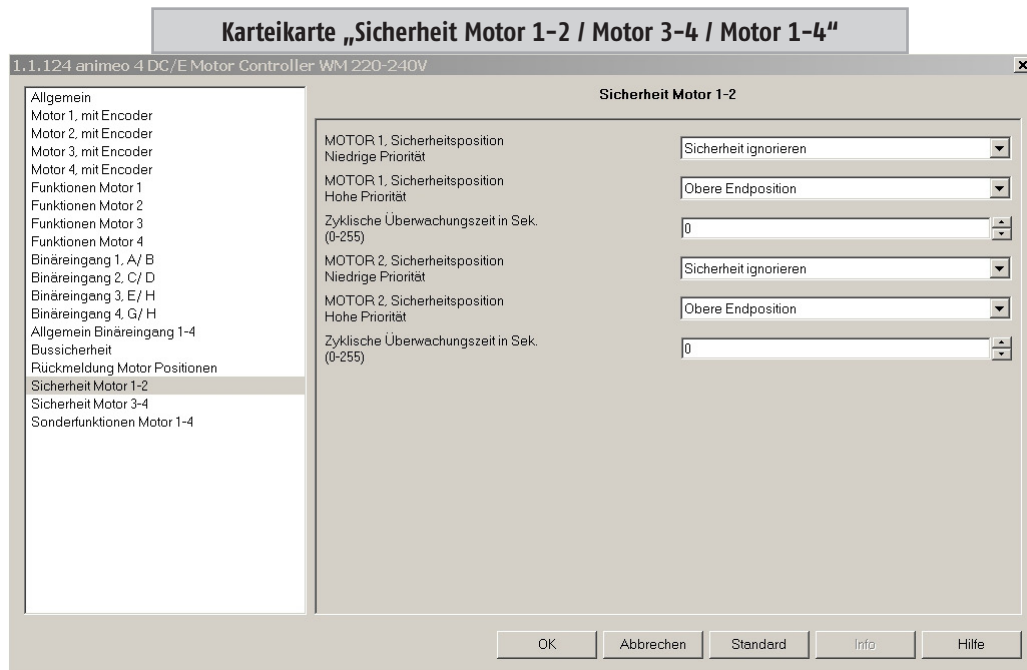 Karteikarte „Sicherheit Motor 1-2 / Motor 3-4 / Motor 1-4“
1.1.124 animeo 4 DC/E Motor Controller WM 220-240V
Allgemein
Motor 1, mit Encoder
Motor 2, mit Encoder
Motor 3, mit Encoder
Motor 4, mit Encoder
Funktionen Motor 1
Funktionen Motor 2
Funktionen Motor 3
Funktionen Motor 4
Binäreingang 1, A/ B
Binäreingang 2, C/ D
Binäreingang 3, E/ H
Binäreingang 4, G/ H
Allgemein Binäreingang 1-4
Bussicherheit
Rückmeldung Motor Positionen
Sicherheit Motor 1-2
Sicherheit Motor 3-4
Sonderfunktionen Motor 1-4
Sicherheit Motor 1-2
MOTOR 1, Sicherheitsposition
Niedrige Priorität
Sicherheit ignorieren
MOTOR 1, Sicherheitsposition
Hohe Priorität
Obere Endposition
Zyklische Überwachungszeit in Sek.
(0-255)
0
MOTOR 2, Sicherheitsposition
Niedrige Priorität
Sicherheit ignorieren
MOTOR 2, Sicherheitsposition
Hohe Priorität
Obere Endposition
Zyklische Überwachungszeit in Sek.
(0-255)
0
OK Abbrechen Standard Info Hilfe